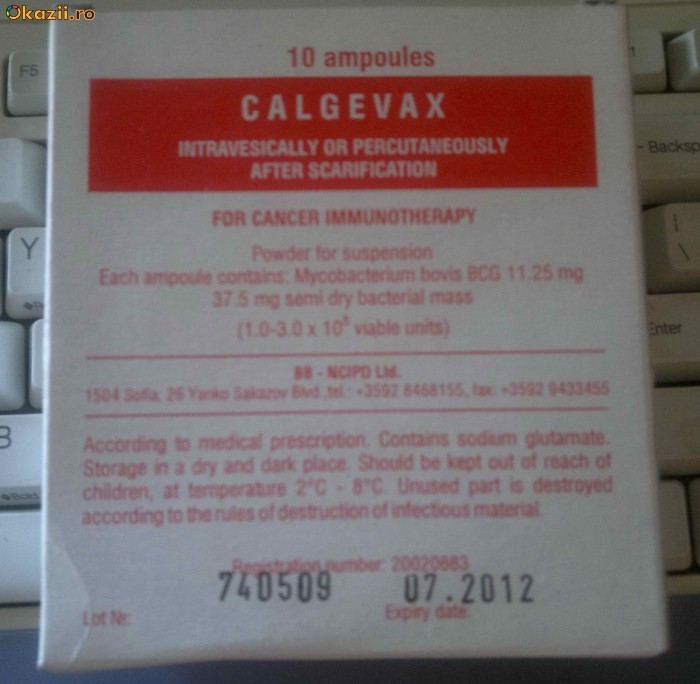 Okazii.ro
10 ampoules
CALGEVAX
INTRAVESICALLY OR PERCUTANEOUSLY
AFTER SCARIFICATION
FOR CANCER IMMUNOTHERAPY
Powder for suspension
Each ampoule contains: Mycobacterium bovis BCG 11.25 mg
37.5 mg semi dry bacterial mass
(1.0-3.0 x 10⁸ viable units)
BB - NCIPD Ltd.
1504 Sofia, 26 Yanko Sakazov Blvd.,tel.: +3592 8468155, fax: +3592 9433455
According to medical prescription. Contains sodium glutamate.
Storage in a dry and dark place. Should be kept out of reach of
children, at temperature 2°C - 8°C. Unused part is destroyed
according to the rules of destruction of infectious material.
Registration number: 20020883
740509 07.2012
Lot №: Expiry date:
F5
Y
B
Bold
1
Backsp
|
\
Enter